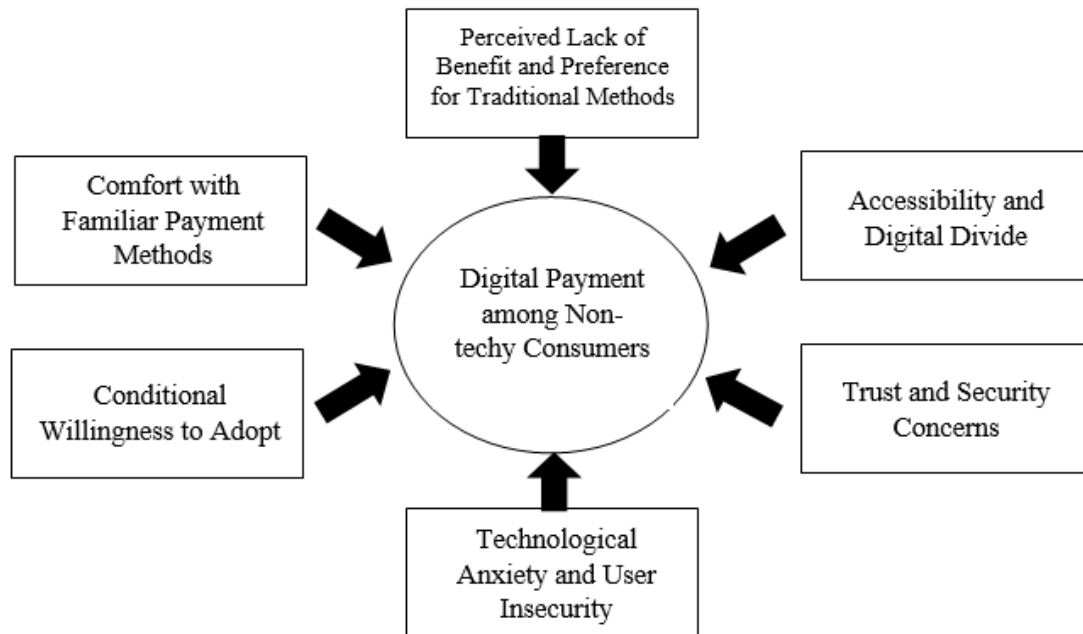 Perceived Lack of
Benefit and Preference
for Traditional Methods
Comfort with
Familiar Payment
Methods
Accessibility and
Digital Divide
Digital Payment
among Non-
techy Consumers
Conditional
Willingness to Adopt
Trust and Security
Concerns
Technological
Anxiety and User
Insecurity